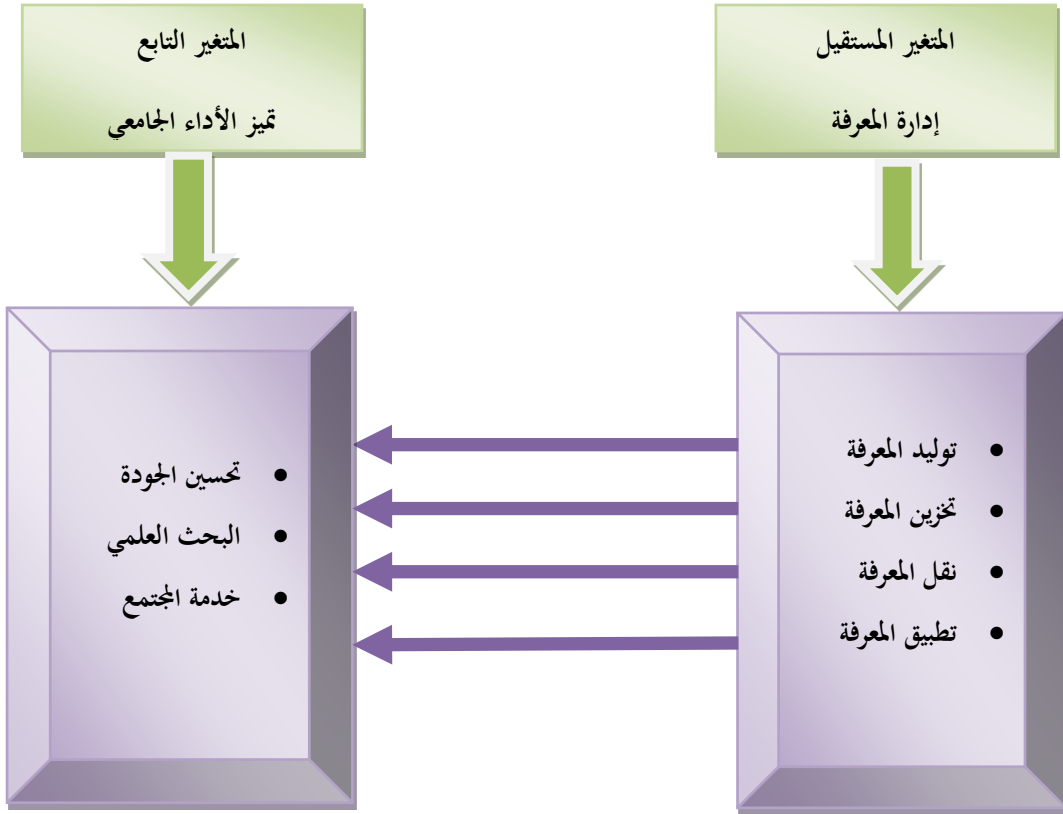 المتغير المستقيل
إدارة المعرفة
المتغير التابع
تميز الأداء الجامعي
● توليد المعرفة
● تخزين المعرفة
● نقل المعرفة
● تطبيق المعرفة
● تحسين الجودة
● البحث العلمي
● خدمة المجتمع